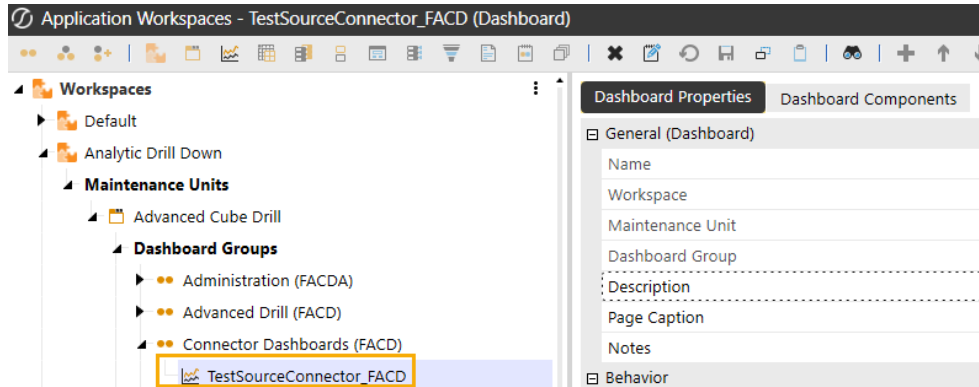 Application Workspaces - TestSourceConnector_FACD (Dashboard)
Workspaces
Default
Analytic Drill Down
Maintenance Units
Advanced Cube Drill
Dashboard Groups
Administration (FACDA)
Advanced Drill (FACD)
Connector Dashboards (FACD)
TestSourceConnector_FACD
Dashboard Properties Dashboard Components
General (Dashboard)
Name
Workspace
Maintenance Unit
Dashboard Group
Description
Page Caption
Notes
Behavior